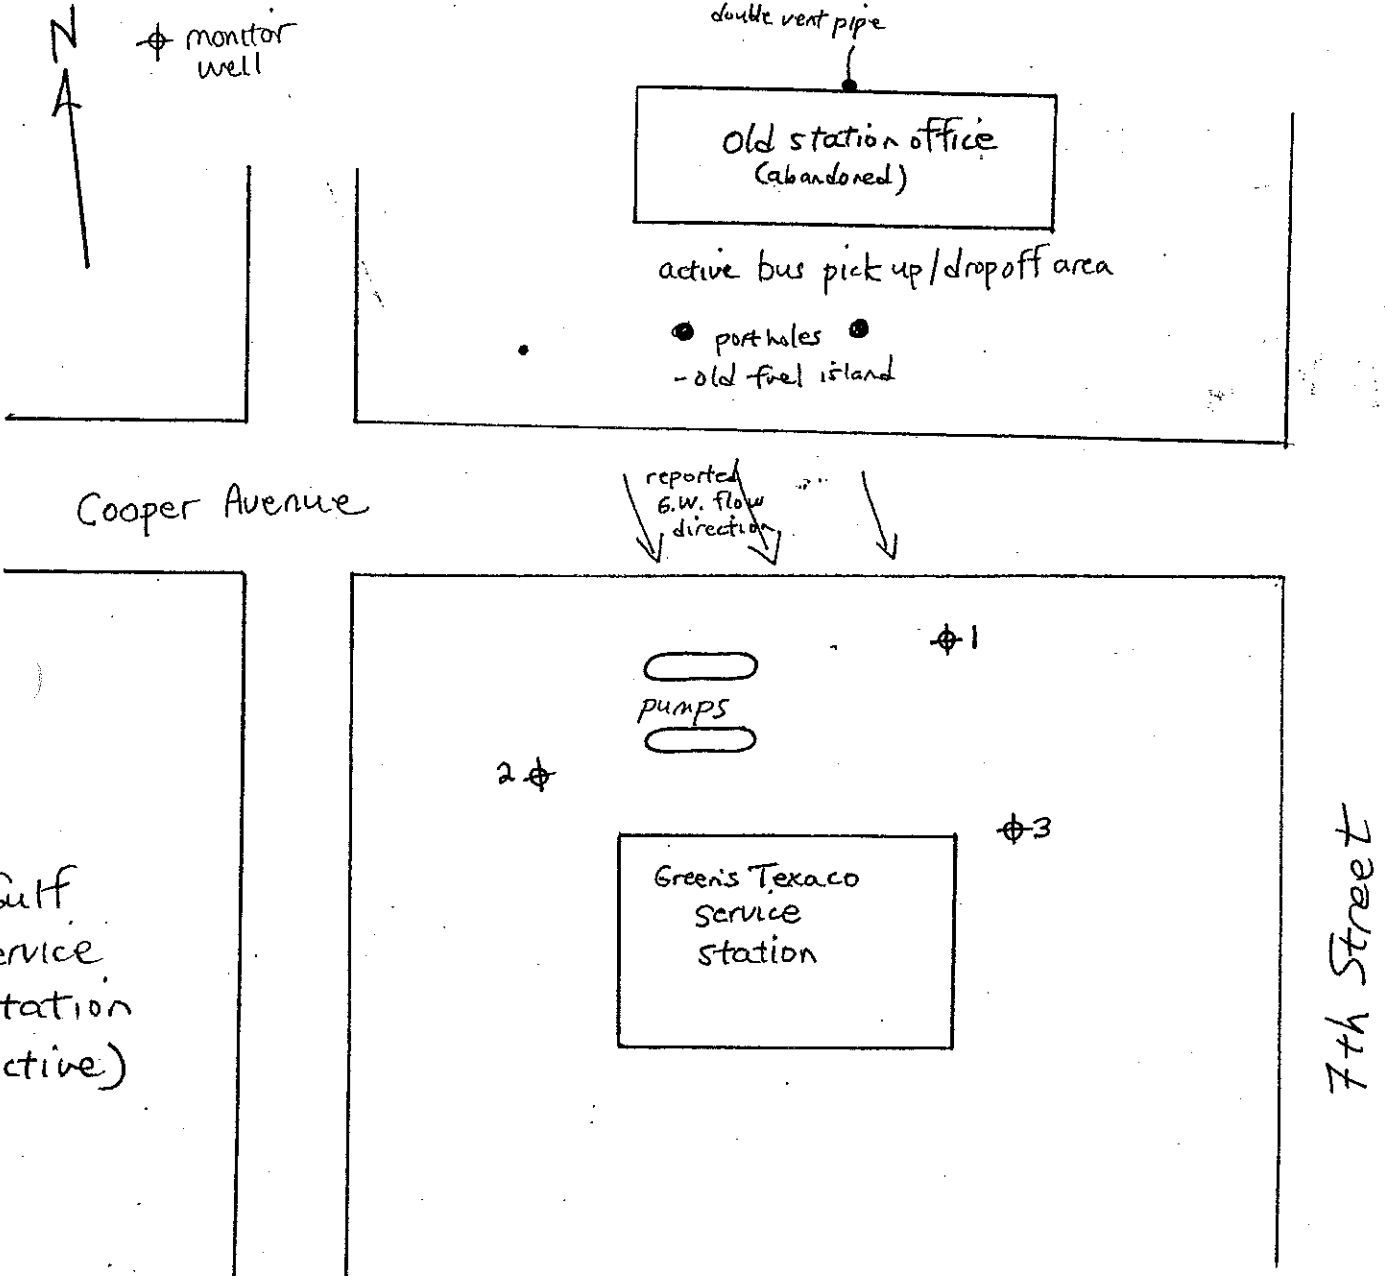 N
monitor
well
double vent pipe
old station office
(abandoned)
active bus pick up/dropoff area
portholes
- old fuel island
Cooper Avenue
reported
G.W. flow
direction
1
pumps
2
3
Green's Texaco
service
station
Gulf
ervice
tation
ctive)
7th Street